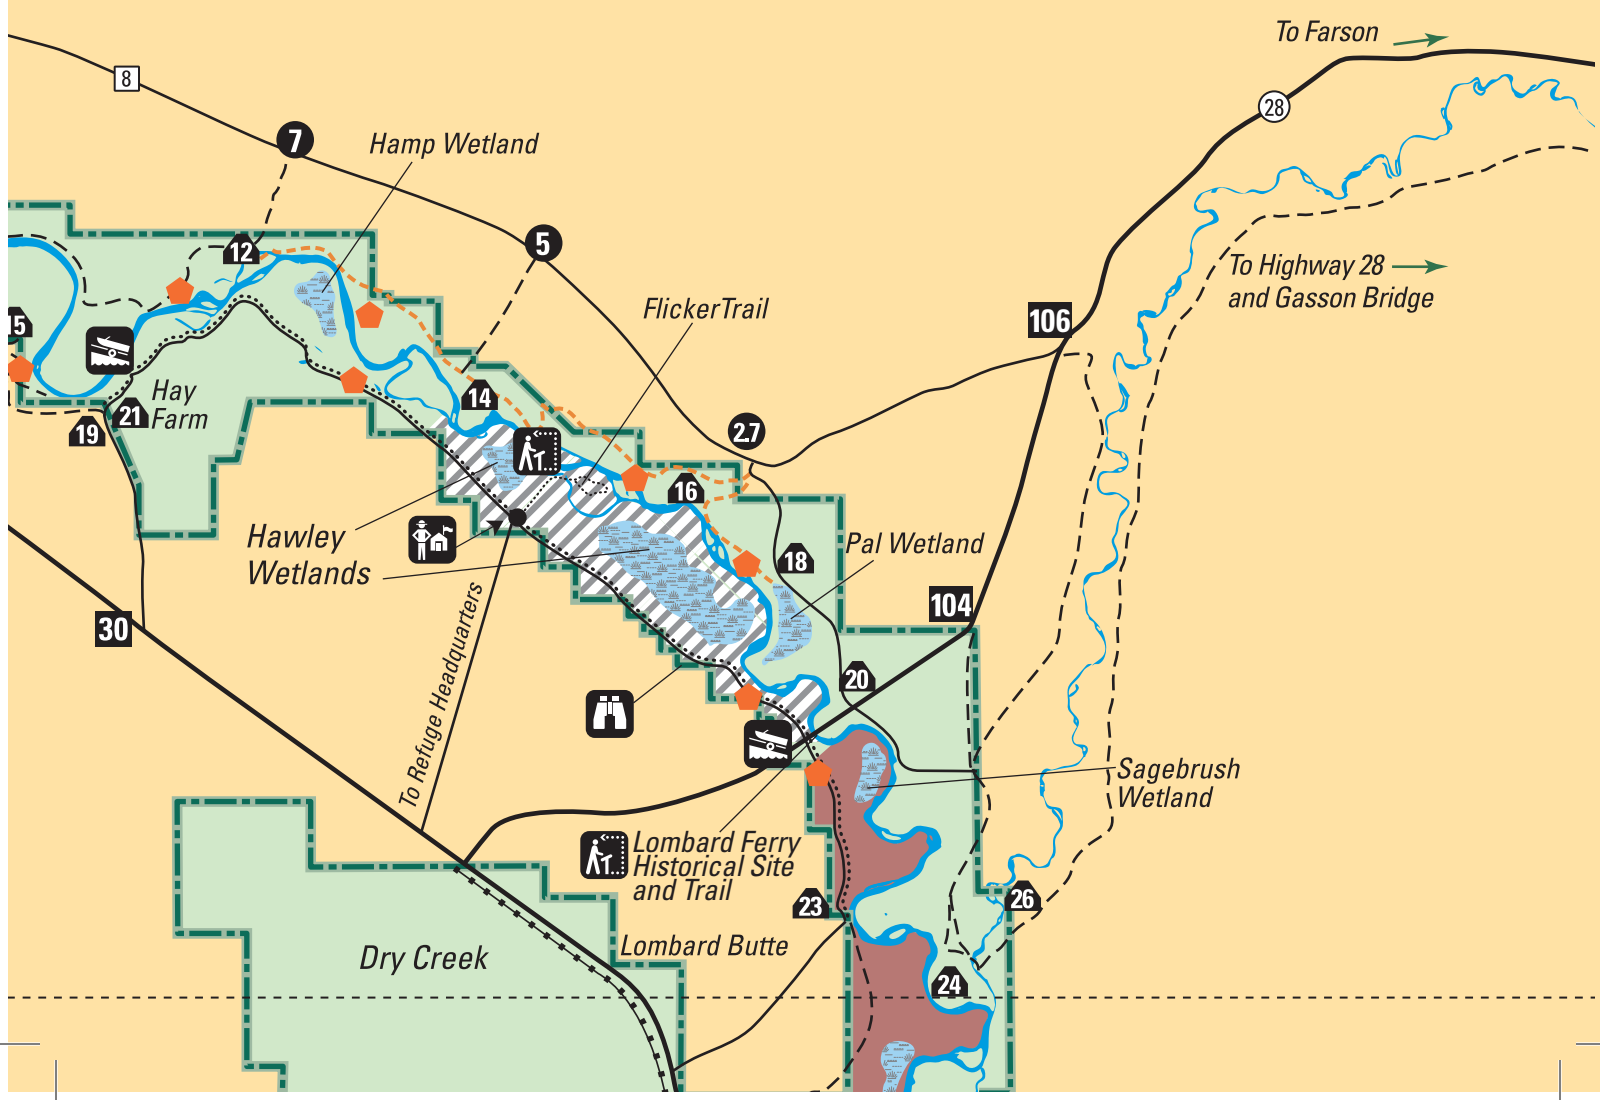 To Farson
8
28
7
Hamp Wetland
5
12
To Highway 28
and Gasson Bridge
FlickerTrail
15
106
Hay
Farm
21
19
14
2.7
16
Hawley
Wetlands
18
Pal Wetland
30
104
To Refuge Headquarters
20
Sagebrush
Wetland
Lombard Ferry
Historical Site
and Trail
23
26
Lombard Butte
Dry Creek
24